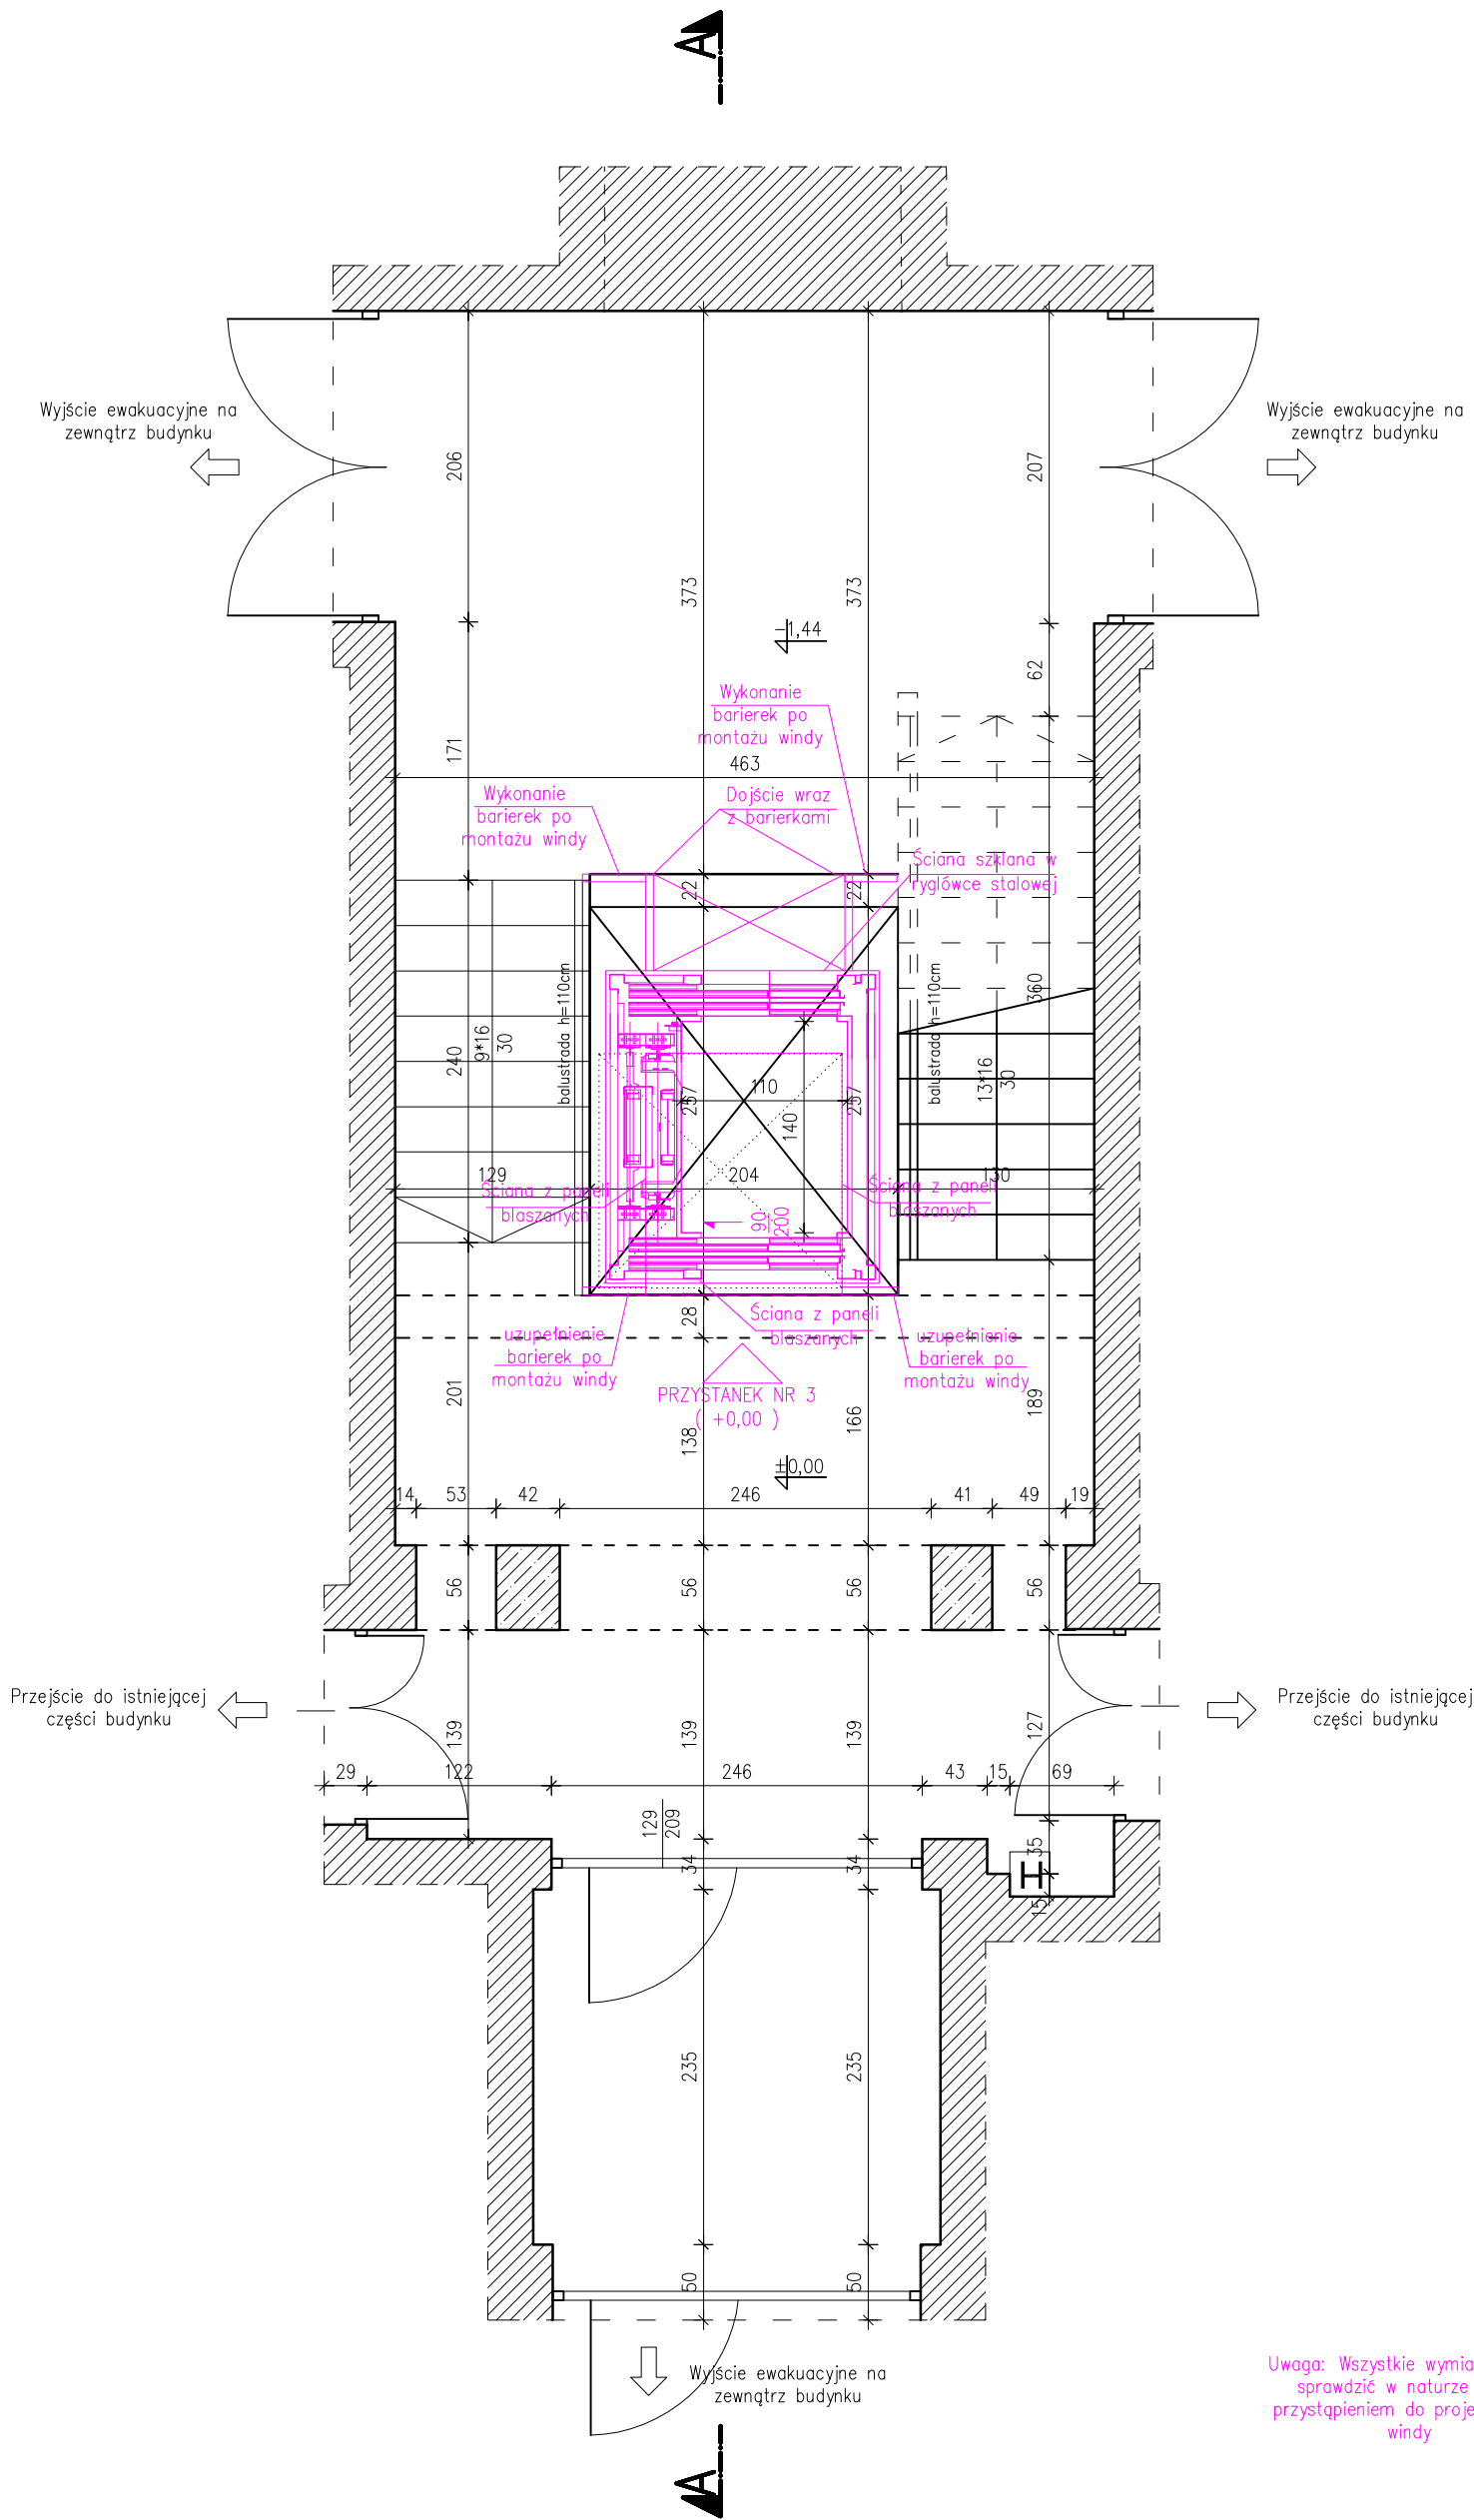 A
Wyjście ewakuacyjne na
zewnątrz budynku
Wyjście ewakuacyjne na
zewnątrz budynku
206
207
373
373
-1,44
62
171
Wykonanie
barierek po
montażu windy
463
Wykonanie
barierek po
montażu windy
Dojście wraz
z barierkami
Ściana szklana w
ryglówce stalowej
22
22
balustrada h=110cm
balustrada h=110cm
360
240
9*16
30
13*16
30
257
110
257
140
129
204
130
Ściana z paneli
blaszanych
Ściana z paneli
blaszanych
90
200
28
Ściana z paneli
blaszanych
uzupełnienie
barierek po
montażu windy
uzupełnienie
barierek po
montażu windy
PRZYSTANEK NR 3
( +0,00 )
201
138
166
189
±0,00
14
53
42
246
41
49
19
56
56
56
56
Przejście do istniejącej
części budynku
Przejście do istniejącej
części budynku
139
139
139
127
29
122
246
43
15
69
129
209
34
34
35
H
15
235
235
50
50
Wyjście ewakuacyjne na
zewnątrz budynku
Uwaga: Wszystkie wymia
sprawdzić w naturze
przystąpieniem do proje
windy
A